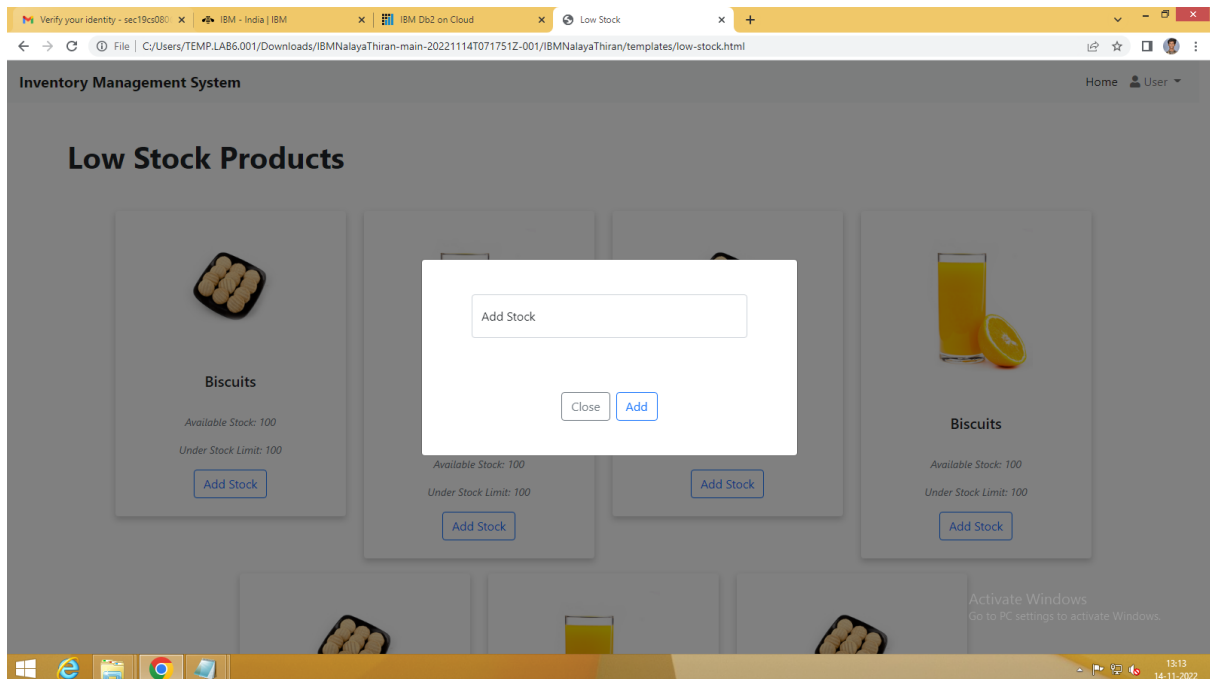 Verify your identity - sec19cs080
IBM - India | IBM
IBM Db2 on Cloud
Low Stock
File | C:/Users/TEMP.LAB6.001/Downloads/IBMNalayaThiran-main-20221114T071751Z-001/IBMNalayaThiran/templates/low-stock.html
Inventory Management System
Home
User
Low Stock Products
Add Stock
Close
Add
Biscuits
Available Stock: 100
Under Stock Limit: 100
Add Stock
Available Stock: 100
Under Stock Limit: 100
Add Stock
Add Stock
Biscuits
Available Stock: 100
Under Stock Limit: 100
Add Stock
Activate Windows
Go to PC settings to activate Windows.
13:13
14-11-2022